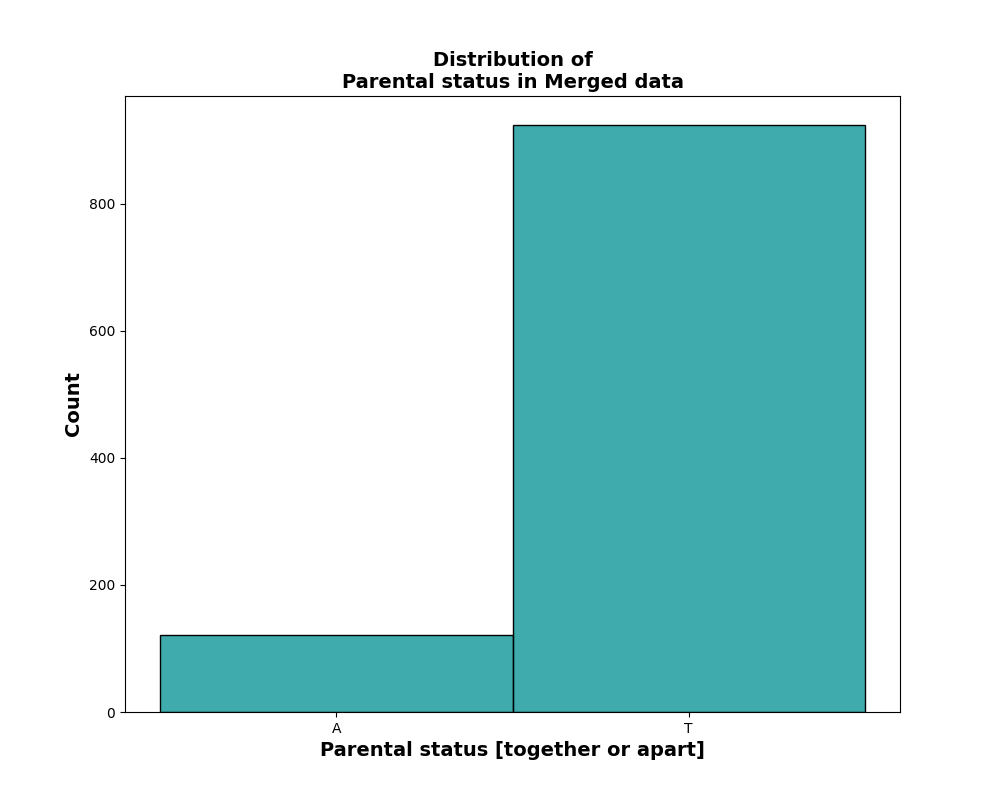 Distribution of
Parental status in Merged data
Count
800
600
400
200
0
A T
Parental status [together or apart]